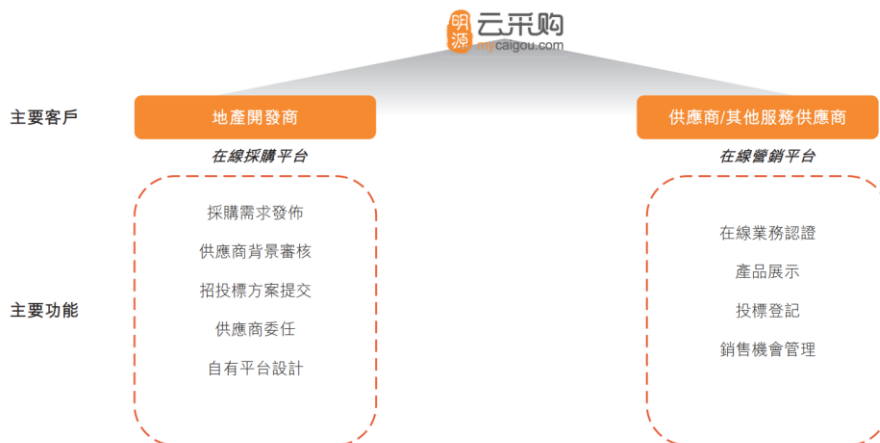 明源 云采购
mycaigou.com
主要客戶
地產開發商
供應商/其他服務供應商
在線採購平台
在線營銷平台
主要功能
採購需求發佈
供應商背景審核
招投標方案提交
供應商委任
自有平台設計
在線業務認證
產品展示
投標登記
銷售機會管理